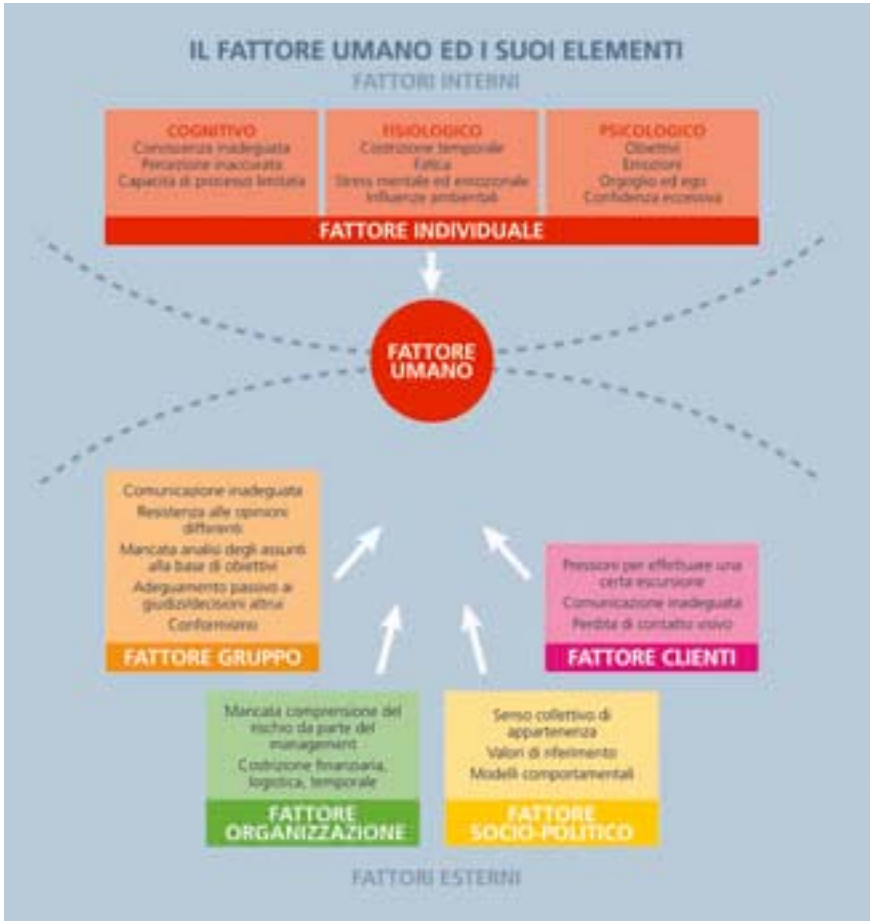 IL FATTORE UMANO ED I SUOI ELEMENTI
FATTORI INTERNI
COGNITIVO
Conoscenza inadeguata
Percezione inaccurata
Capacità di processo limitata
FISIOLOGICO
Costrizione temporale
Fatica
Stress mentale ed emozionale
Influenze ambientali
PSICOLOGICO
Obiettivi
Emozioni
Orgoglio ed ego
Confidenza eccessiva
FATTORE INDIVIDUALE
FATTORE
UMANO
Comunicazione inadeguata
Resistenza alle opinioni
differenti
Mancata analisi degli assunti
alla base di obiettivi
Adeguamento passivo ai
giudizi/decisioni altrui
Conformismo
FATTORE GRUPPO
Pressioni per effettuare una
certa escursione
Comunicazione inadeguata
Perdita di contatto visivo
FATTORE CLIENTI
Mancata comprensione del
rischio da parte del
management
Costrizione finanziaria,
logistica, temporale
FATTORE
ORGANIZZAZIONE
Senso collettivo di
appartenenza
Valori di riferimento
Modelli comportamentali
FATTORE
SOCIO-POLITICO
FATTORI ESTERNI